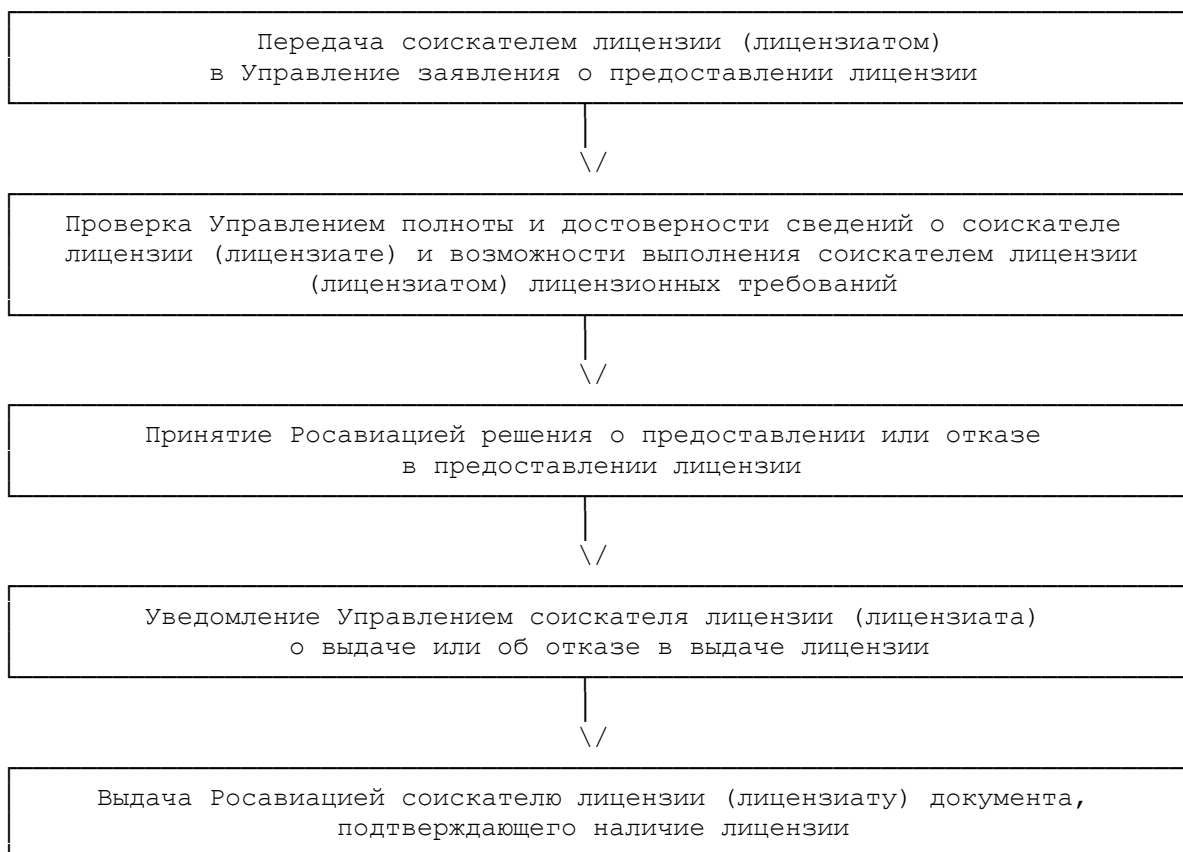 Передача соискателем лицензии (лицензиатом)
в Управление заявления о предоставлении лицензии
\/
Проверка Управлением полноты и достоверности сведений о соискателе
лицензии (лицензиате) и возможности выполнения соискателем лицензии
(лицензиатом) лицензионных требований
\/
Принятие Росавиацией решения о предоставлении или отказе
в предоставлении лицензии
\/
Уведомление Управлением соискателя лицензии (лицензиата)
о выдаче или об отказе в выдаче лицензии
\/
Выдача Росавиацией соискателю лицензии (лицензиату) документа,
подтверждающего наличие лицензии